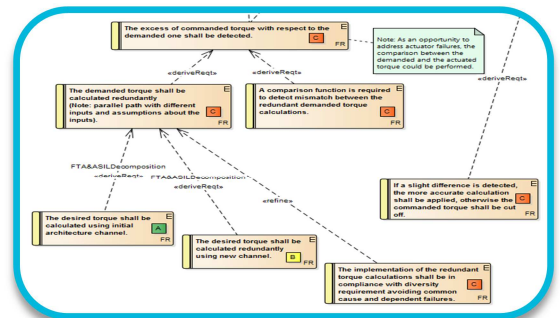 The excess of commanded torque with respect to the
demanded one shall be detected.
E
C
FR
Note: As an opportunity to
address actuator failures, the
comparison between the
demanded and the actuated
torque could be performed.
«deriveReqt»
«deriveReqt»
«deriveReqt»
The demanded torque shall be
calculated redundantly
(Note: parallel path with different
inputs and assumptions about the
inputs).
E
C
FR
A comparison function is required
to detect mismatch between the
redundant demanded torque
calculations.
E
C
FR
FTA&ASILDecomposition
«deriveReqt»
FTA&ASILDecomposition
«deriveReqt»
«refine»
If a slight difference is detected,
the more accurate calculation
shall be applied, otherwise the
commanded torque shall be cut
off.
E
C
FR
The desired torque shall be
calculated using initial
architecture channel.
E
A
FR
The desired torque shall be
calculated redundantly
using new channel.
E
B
FR
The implementation of the redundant
torque calculations shall be in
compliance with diversity
requirement avoiding common
cause and dependent failures.
E
C
FR